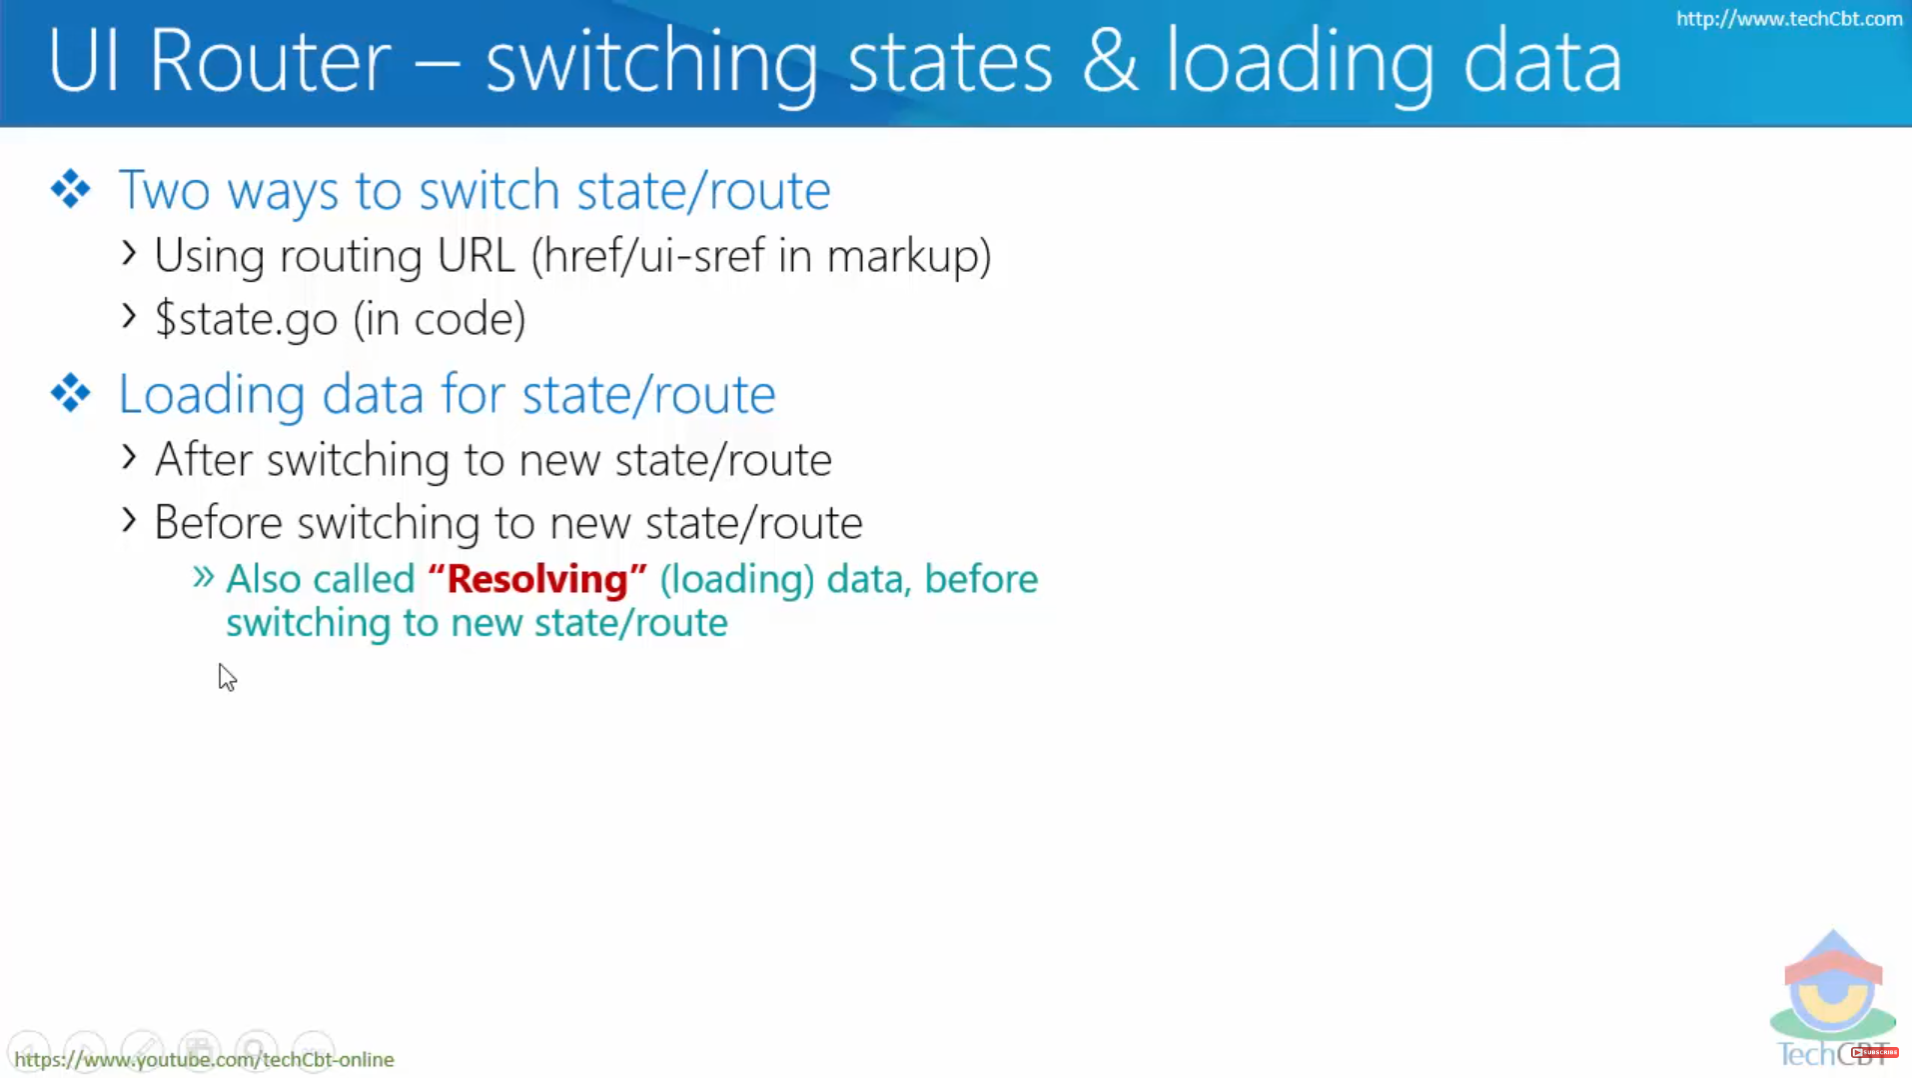 http://www.techCbt.com
UI Router – switching states & loading data
Two ways to switch state/route
Using routing URL (href/ui-sref in markup)
$state.go (in code)
Loading data for state/route
After switching to new state/route
Before switching to new state/route
Also called “Resolving” (loading) data, before
switching to new state/route
TechCBT
SUBSCRIBE
https://www.youtube.com/techCbt-online